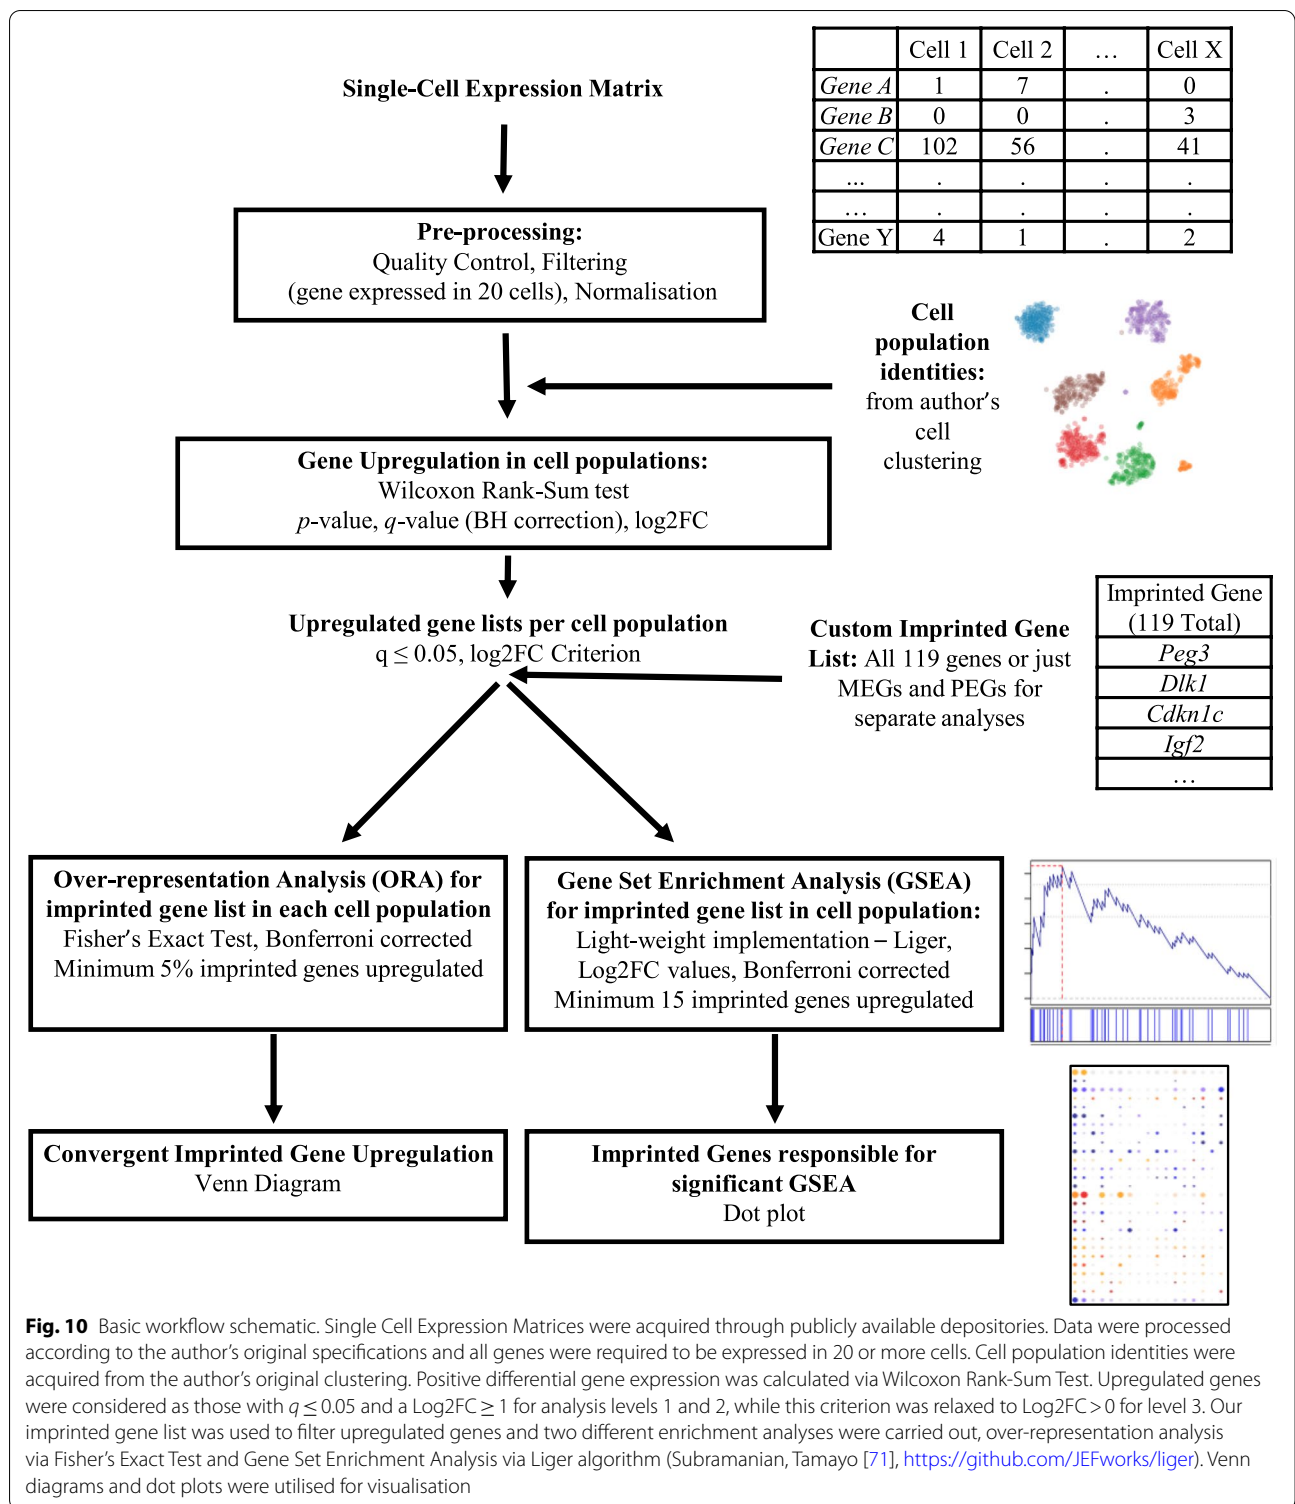 Single-Cell Expression Matrix
Cell 1 Cell 2 … Cell X
Gene A 1 7 . 0
Gene B 0 0 . 3
Gene C 102 56 . 41
... . . . .
… . . . .
Gene Y 4 1 . 2
Pre-processing:
Quality Control, Filtering
(gene expressed in 20 cells), Normalisation
Cell
population
identities:
from author's
cell
clustering
Gene Upregulation in cell populations:
Wilcoxon Rank-Sum test
p-value, q-value (BH correction), log2FC
Upregulated gene lists per cell population
q ≤ 0.05, log2FC Criterion
Custom Imprinted Gene
List: All 119 genes or just
MEGs and PEGs for
separate analyses
Imprinted Gene
(119 Total)
Peg3
Dlk1
Cdkn1c
Igf2
…
Over-representation Analysis (ORA) for
imprinted gene list in each cell population
Fisher's Exact Test, Bonferroni corrected
Minimum 5% imprinted genes upregulated
Gene Set Enrichment Analysis (GSEA)
for imprinted gene list in cell population:
Light-weight implementation – Liger,
Log2FC values, Bonferroni corrected
Minimum 15 imprinted genes upregulated
Convergent Imprinted Gene Upregulation
Venn Diagram
Imprinted Genes responsible for
significant GSEA
Dot plot
Fig. 10 Basic workflow schematic. Single Cell Expression Matrices were acquired through publicly available depositories. Data were processed
according to the author's original specifications and all genes were required to be expressed in 20 or more cells. Cell population identities were
acquired from the author's original clustering. Positive differential gene expression was calculated via Wilcoxon Rank-Sum Test. Upregulated genes
were considered as those with q ≤ 0.05 and a Log2FC ≥ 1 for analysis levels 1 and 2, while this criterion was relaxed to Log2FC > 0 for level 3. Our
imprinted gene list was used to filter upregulated genes and two different enrichment analyses were carried out, over-representation analysis
via Fisher's Exact Test and Gene Set Enrichment Analysis via Liger algorithm (Subramanian, Tamayo [71], https://github.com/JEFworks/liger). Venn
diagrams and dot plots were utilised for visualisation